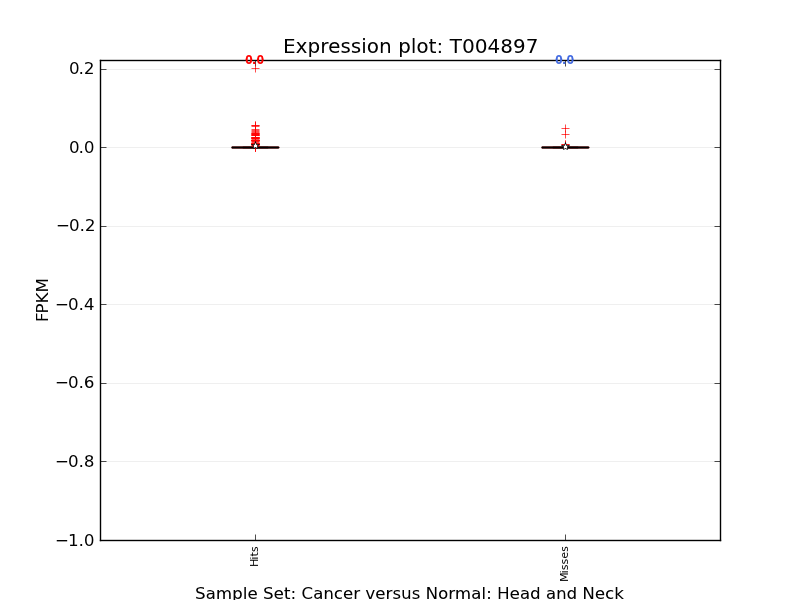 Expression plot: T004897
0.0 0.0
0.2
0.0
−0.2
−0.4
−0.6
−0.8
−1.0
FPKM
Hits
Misses
Sample Set: Cancer versus Normal: Head and Neck